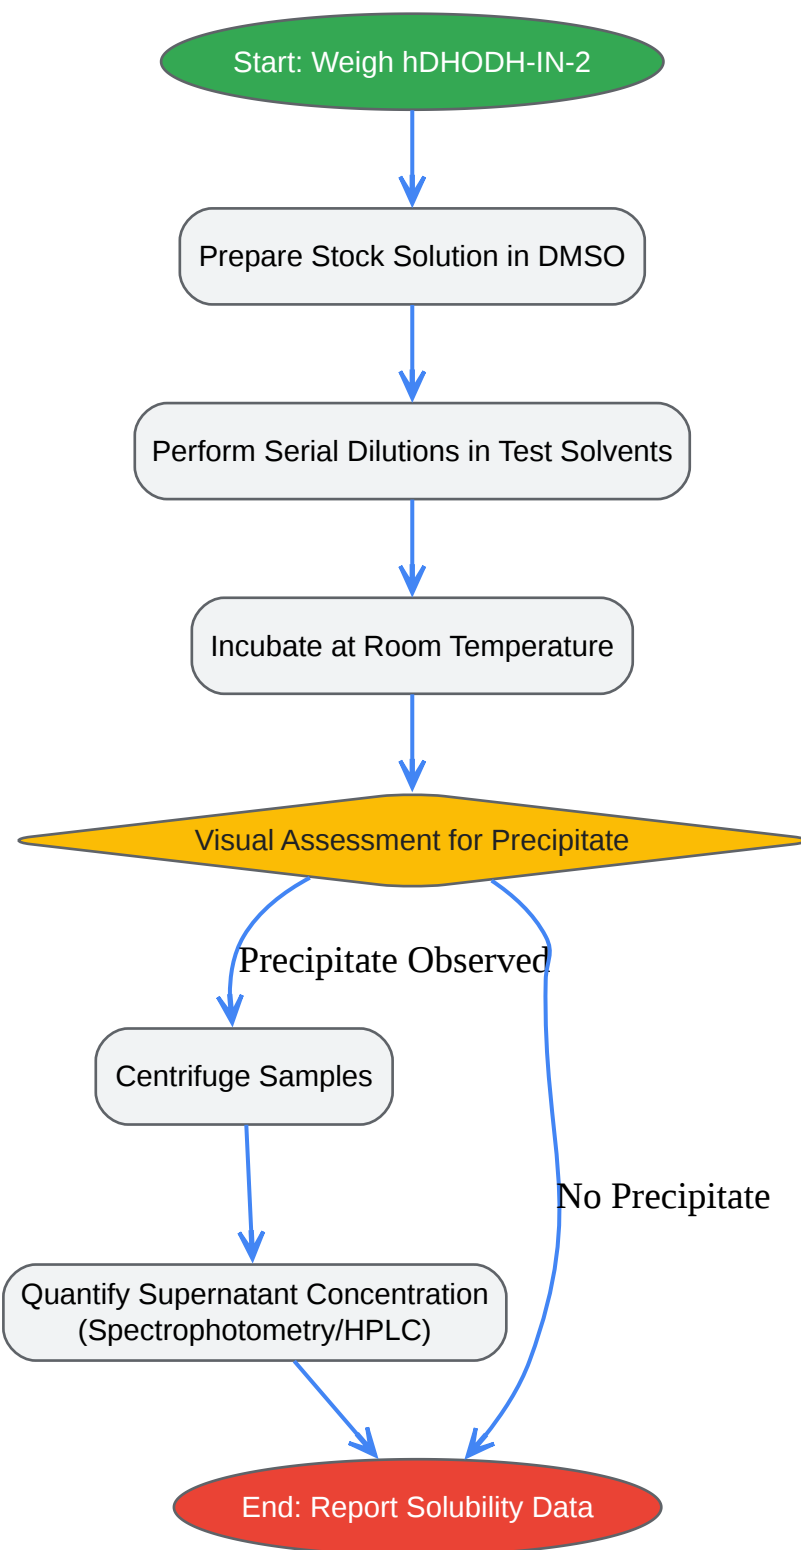 Start: Weigh hDHODH-IN-2
Prepare Stock Solution in DMSO
Perform Serial Dilutions in Test Solvents
Incubate at Room Temperature
Visual Assessment for Precipitate
Precipitate Observed
Centrifuge Samples
No Precipitate
Quantify Supernatant Concentration
(Spectrophotometry/HPLC)
End: Report Solubility Data